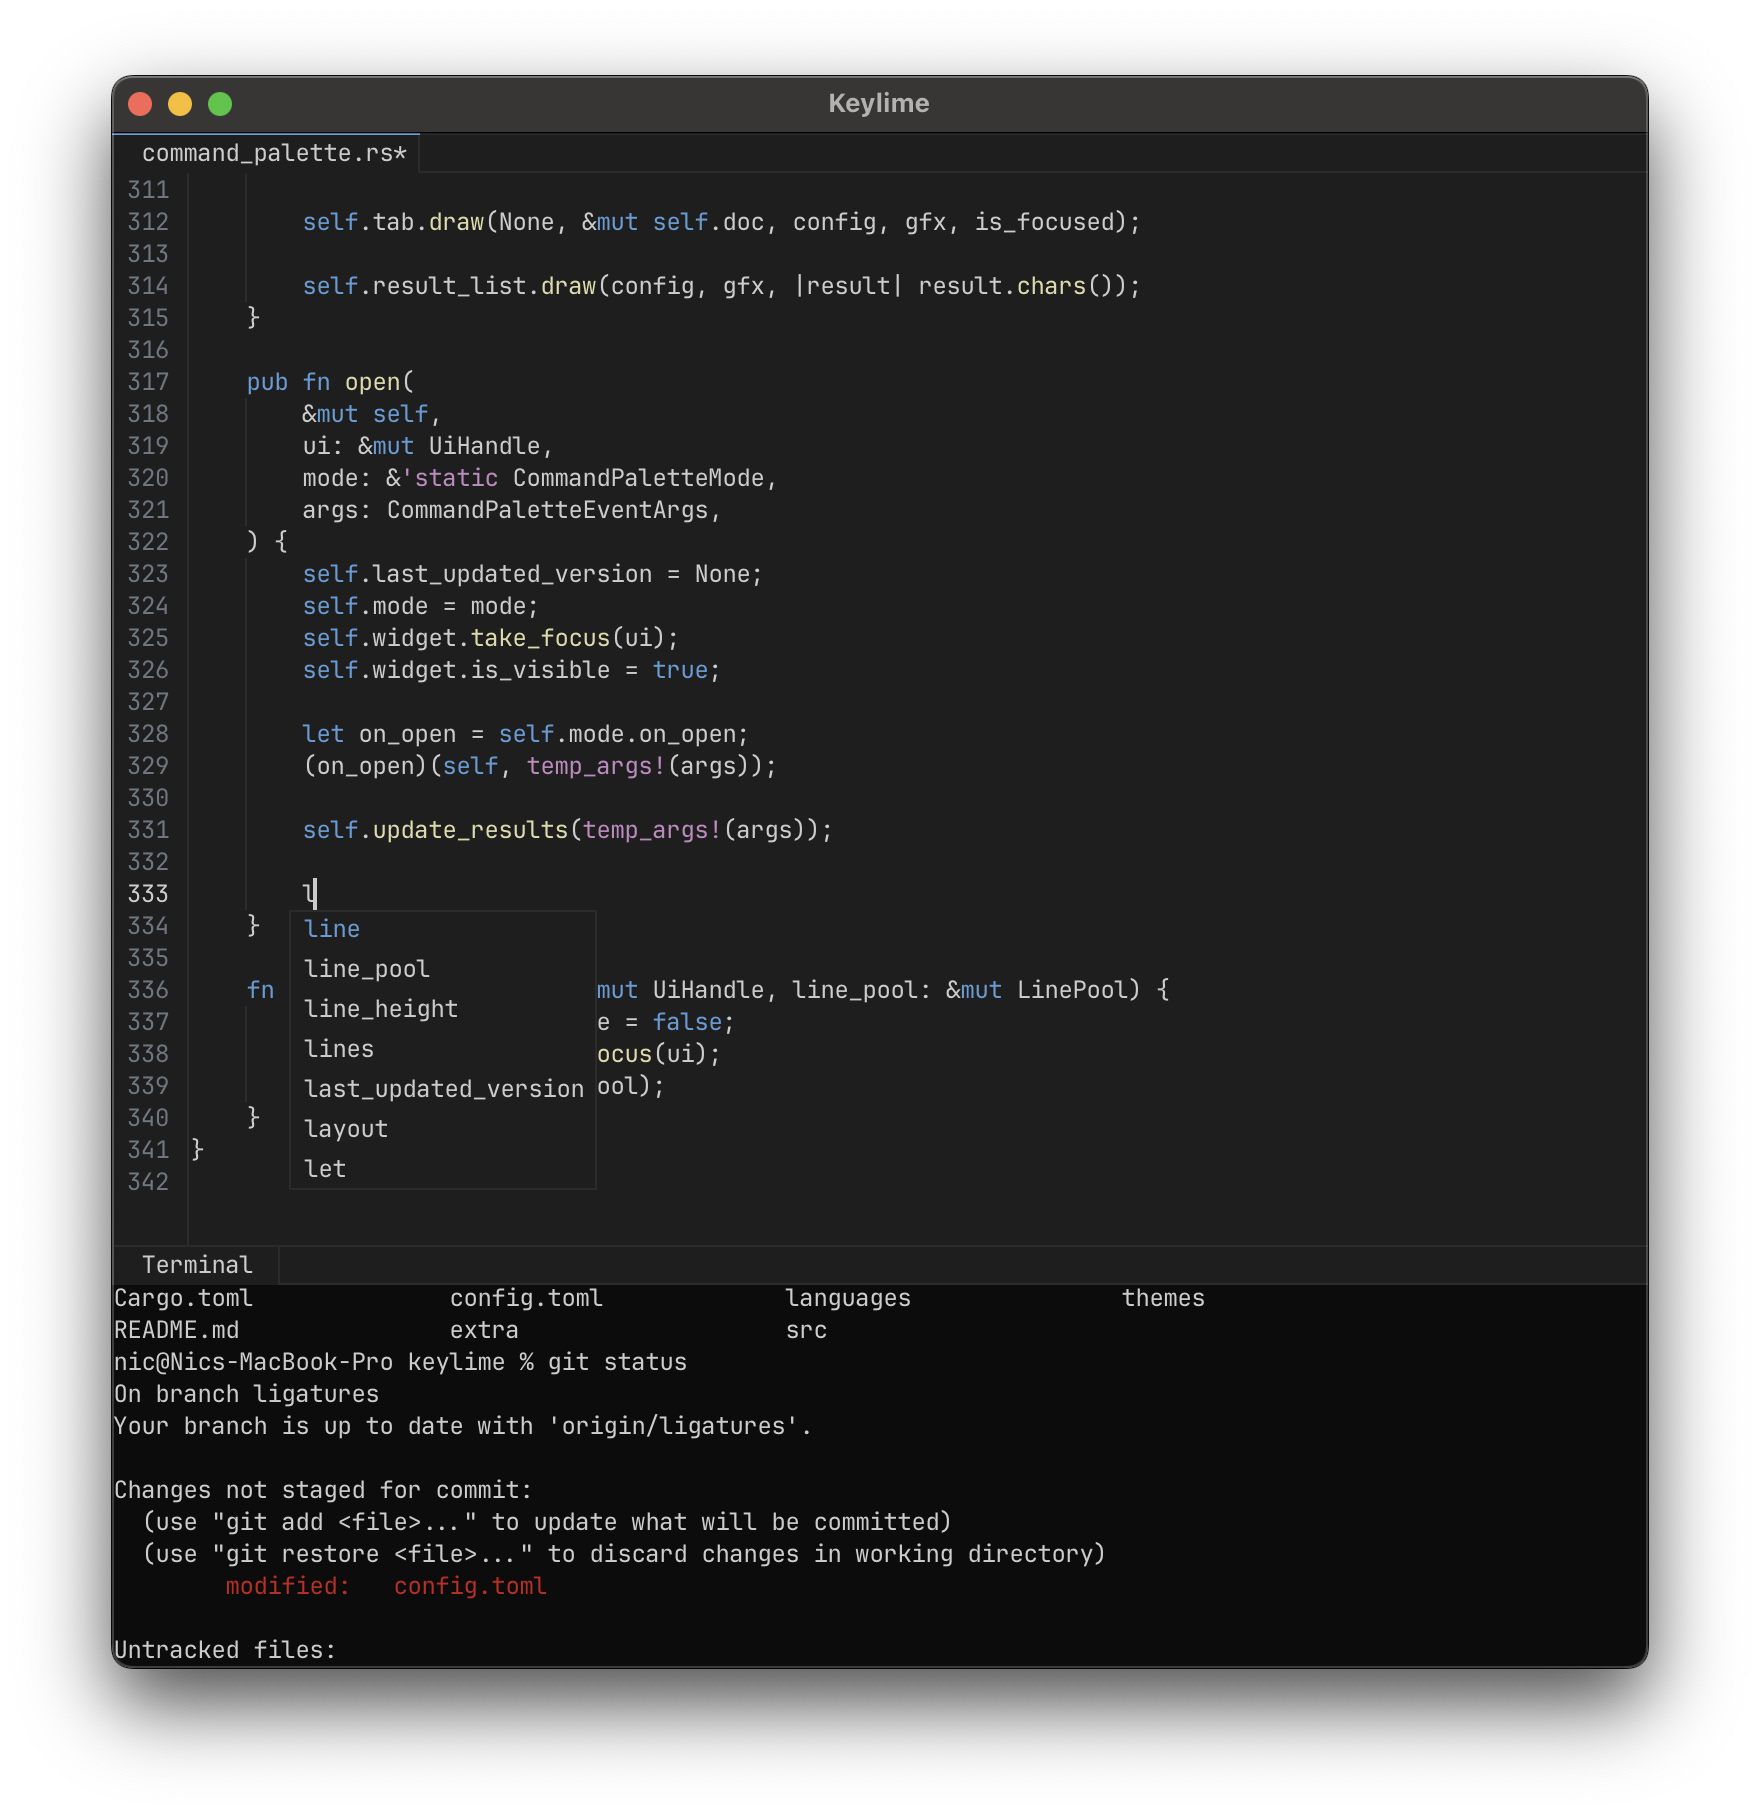 Keylime
command_palette.rs*
311
312         self.tab.draw(None, &mut self.doc, config, gfx, is_focused);
313
314         self.result_list.draw(config, gfx, |result| result.chars());
315     }
316
317     pub fn open(
318         &mut self,
319         ui: &mut UiHandle,
320         mode: &'static CommandPaletteMode,
321         args: CommandPaletteEventArgs,
322     ) {
323         self.last_updated_version = None;
324         self.mode = mode;
325         self.widget.take_focus(ui);
326         self.widget.is_visible = true;
327
328         let on_open = self.mode.on_open;
329         (on_open)(self, temp_args!(args));
330
331         self.update_results(temp_args!(args));
332
333         l
334     }
335
336     fn mut UiHandle, line_pool: &mut LinePool) {
337         e = false;
338         ocus(ui);
339         ool);
340     }
341 }
342
line
line_pool
line_height
lines
last_updated_version
layout
let
Terminal
Cargo.toml              config.toml             languages               themes
README.md               extra                   src
nic@Nics-MacBook-Pro keylime % git status
On branch ligatures
Your branch is up to date with 'origin/ligatures'.
Changes not staged for commit:
  (use "git add <file>..." to update what will be committed)
  (use "git restore <file>..." to discard changes in working directory)
        modified:   config.toml
Untracked files: